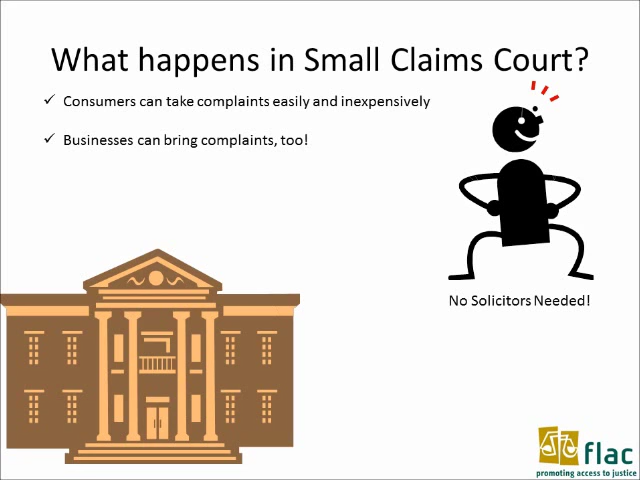 What happens in Small Claims Court?
✓ Consumers can take complaints easily and inexpensively
✓ Businesses can bring complaints, too!
No Solicitors Needed!
flac
promoting access to justice